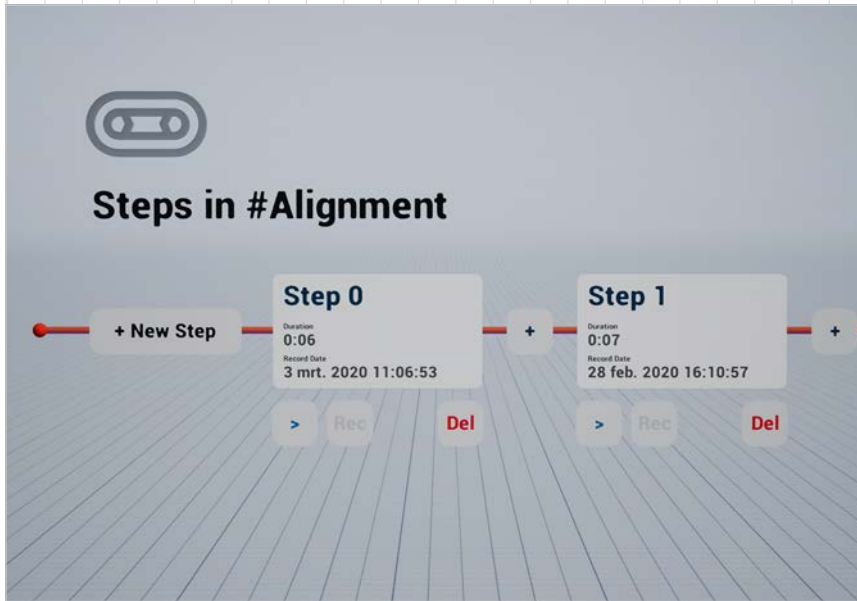 Steps in #Alignment
+ New Step
Step 0
Duration
0:06
Record Date
3 mrt. 2020 11:06:53
> Rec Del
+
Step 1
Duration
0:07
Record Date
28 feb. 2020 16:10:57
> Rec Del
+